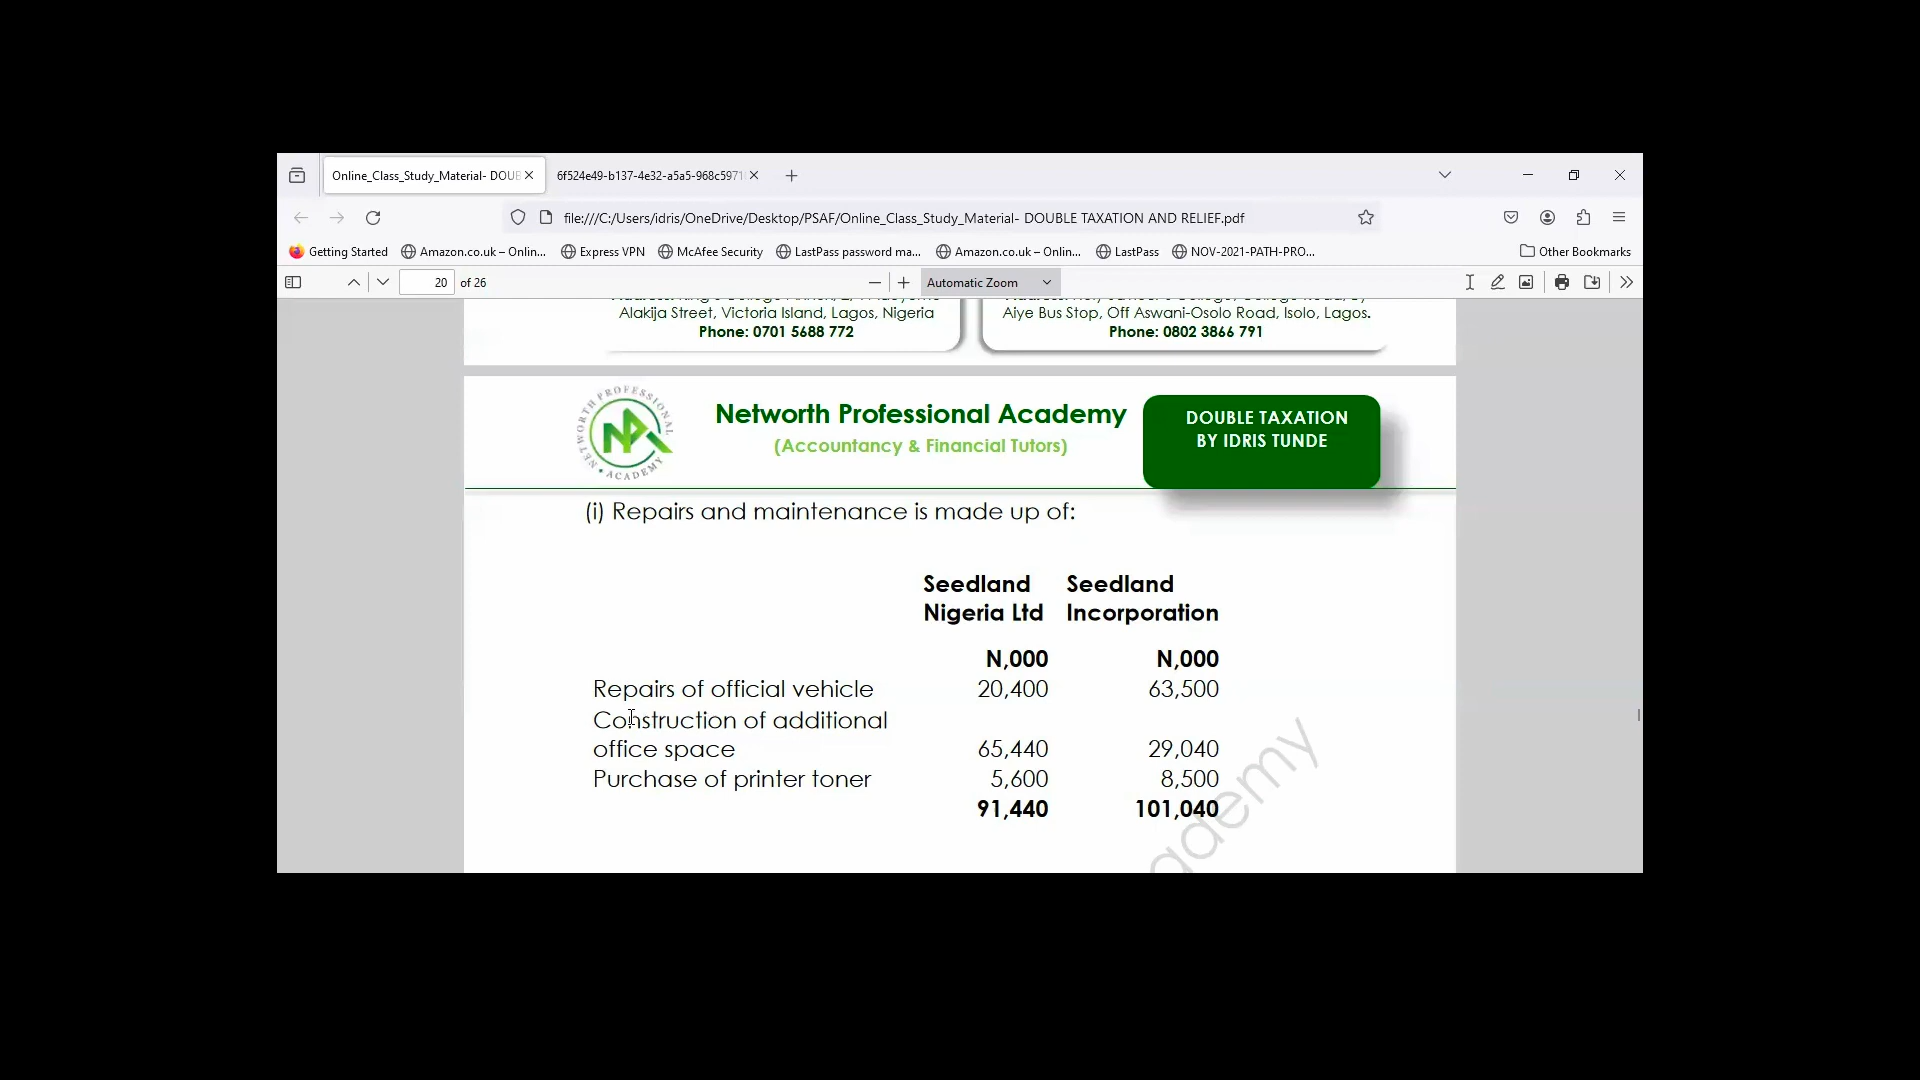 Online_Class_Study_Material- DOUB
6f524e49-b137-4e32-a5a5-968c5971
file:///C:/Users/idris/OneDrive/Desktop/PSAF/Online_Class_Study_Material- DOUBLE TAXATION AND RELIEF.pdf
Getting Started Amazon.co.uk – Onlin... Express VPN McAfee Security LastPass password ma... Amazon.co.uk – Onlin... LastPass NOV-2021-PATH-PRO... Other Bookmarks
20 of 26 Automatic Zoom
Alakija Street, Victoria Island, Lagos, Nigeria
Phone: 0701 5688 772
Aiye Bus Stop, Off Aswani-Osolo Road, Isolo, Lagos.
Phone: 0802 3866 791
NETWORTH PROFESSIONAL ACADEMY
Networth Professional Academy
(Accountancy & Financial Tutors)
DOUBLE TAXATION
BY IDRIS TUNDE
(i) Repairs and maintenance is made up of:
Seedland Seedland
Nigeria Ltd Incorporation
N,000 N,000
Repairs of official vehicle 20,400 63,500
Construction of additional
office space 65,440 29,040
Purchase of printer toner 5,600 8,500
91,440 101,040
ademy